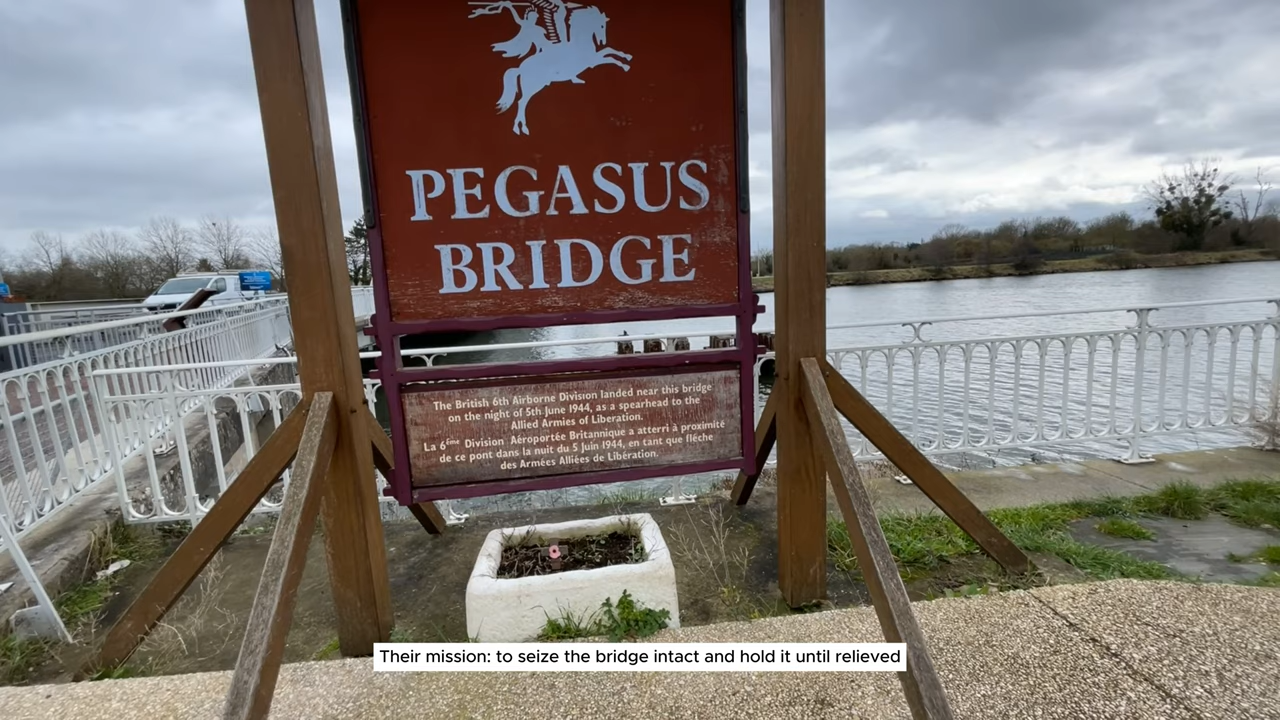 PEGASUS
BRIDGE
The British 6th Airborne Division landed near this bridge
on the night of 5th June 1944, as a spearhead to the
Allied Armies of Liberation.
La 6ème Division Aéroportée Britannique a atterri à proximité
de ce pont dans la nuit du 5 Juin 1944, en tant que fléche
des Armées Alliées de Libération.
Their mission: to seize the bridge intact and hold it until relieved